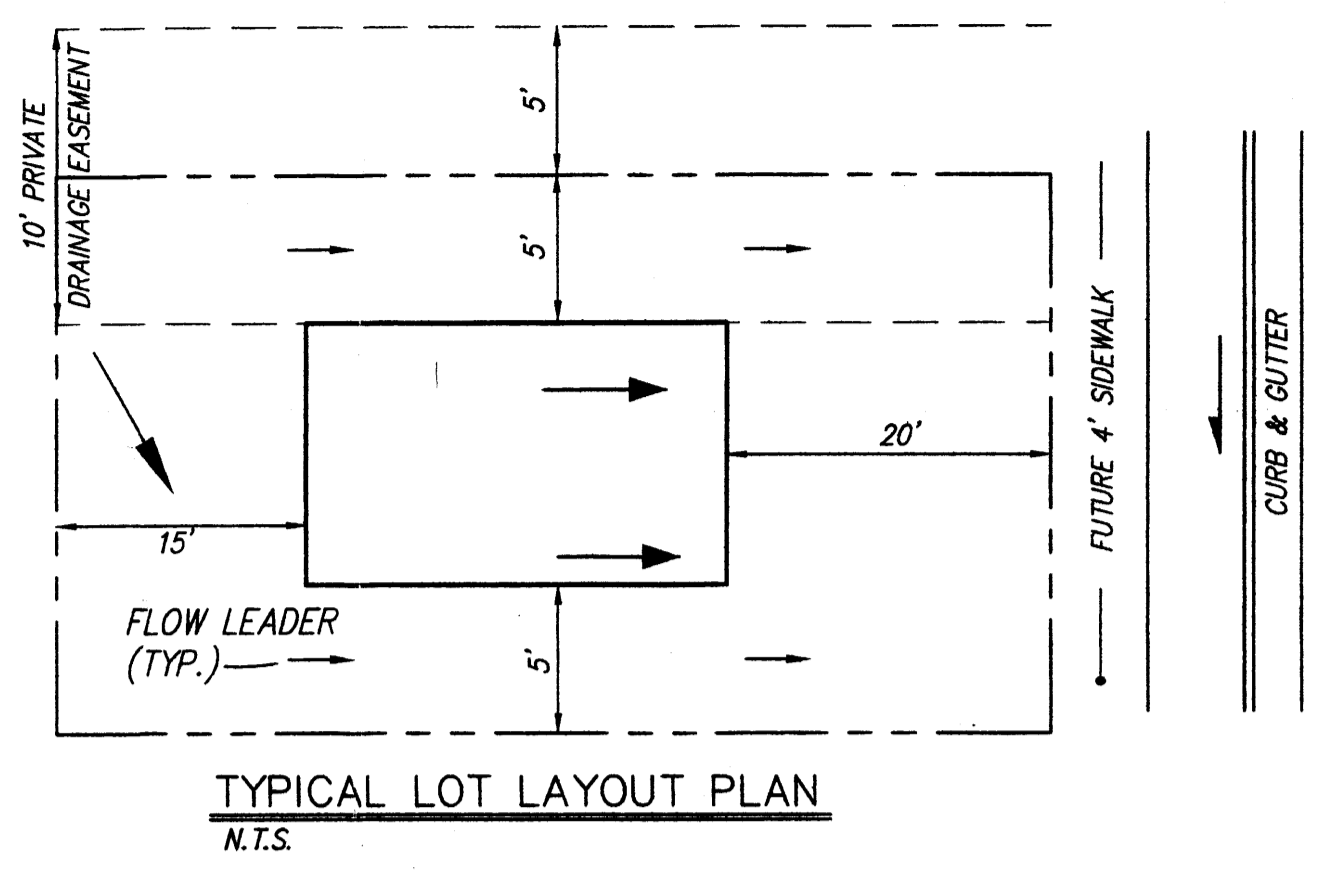 10' PRIVATE
DRAINAGE EASEMENT
5'
5'
20'
15'
FLOW LEADER
(TYP.)
5'
FUTURE 4' SIDEWALK
CURB & GUTTER
TYPICAL LOT LAYOUT PLAN
N.T.S.